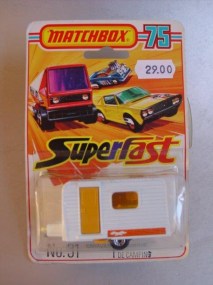 MATCHBOX 75
29.00
Superfast
No. 31